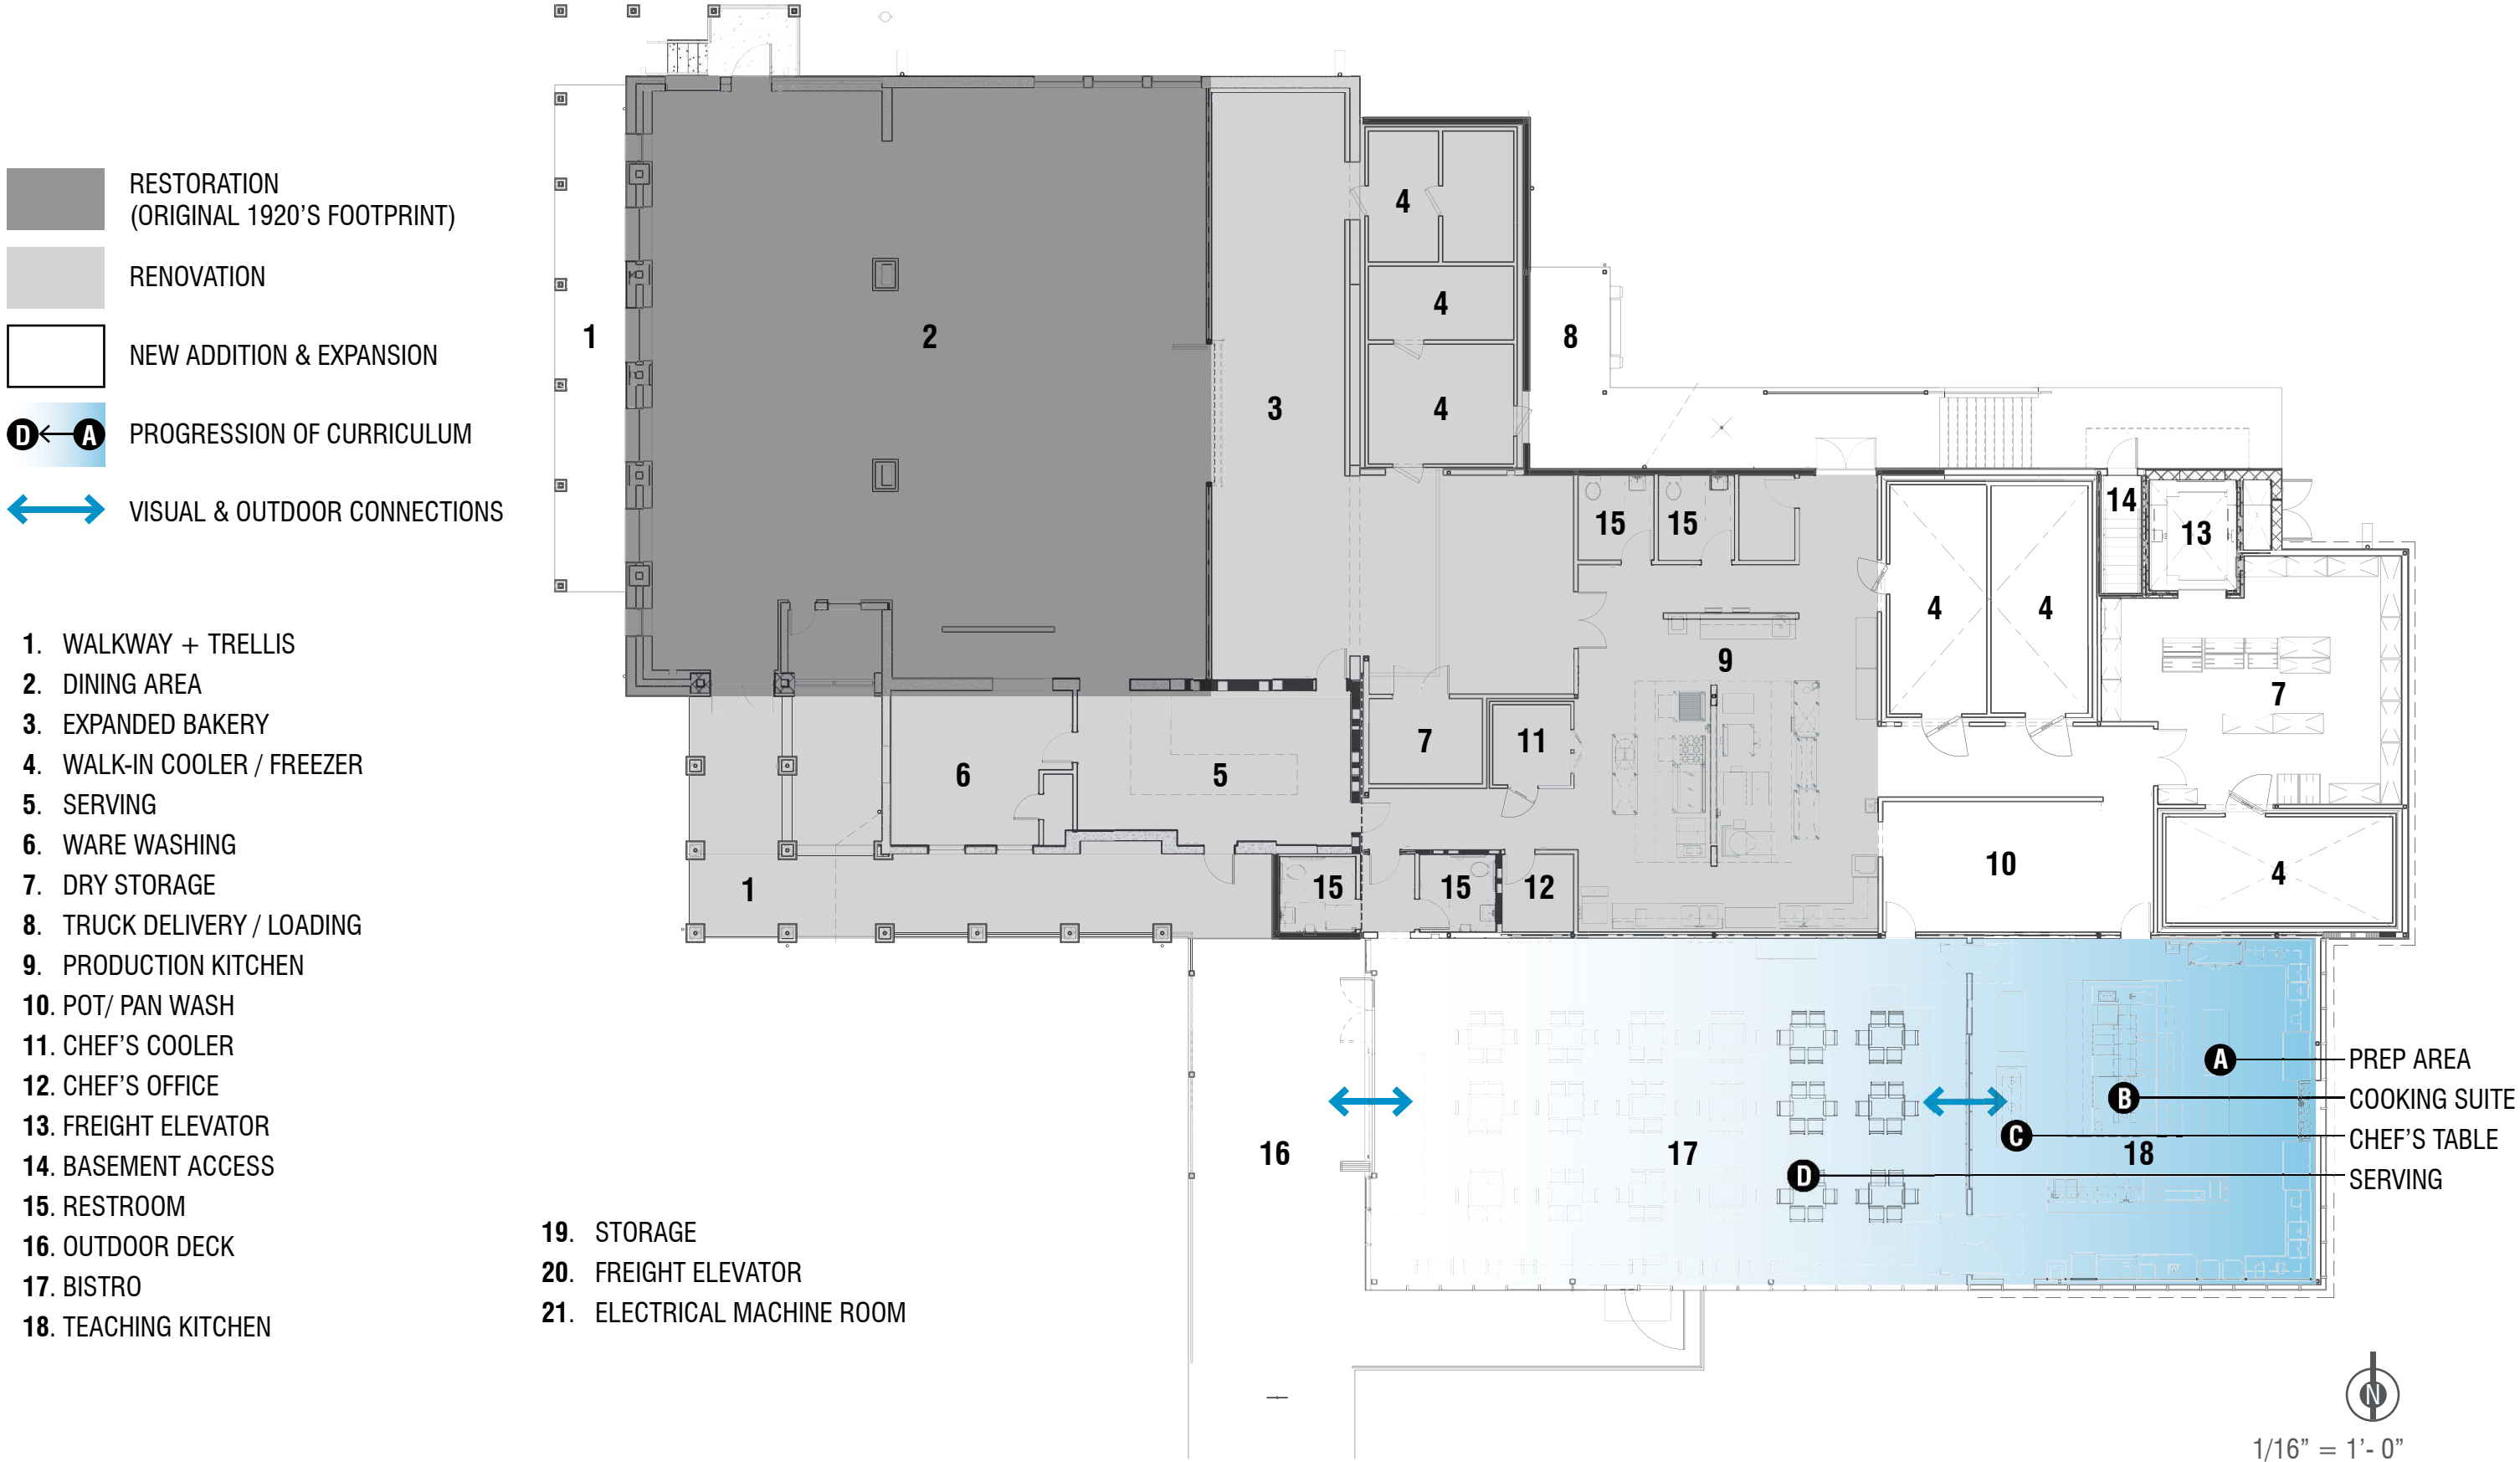 RESTORATION
(ORIGINAL 1920’S FOOTPRINT)
RENOVATION
NEW ADDITION & EXPANSION
D A PROGRESSION OF CURRICULUM
VISUAL & OUTDOOR CONNECTIONS
1. WALKWAY + TRELLIS
2. DINING AREA
3. EXPANDED BAKERY
4. WALK-IN COOLER / FREEZER
5. SERVING
6. WARE WASHING
7. DRY STORAGE
8. TRUCK DELIVERY / LOADING
9. PRODUCTION KITCHEN
10. POT/ PAN WASH
11. CHEF’S COOLER
12. CHEF’S OFFICE
13. FREIGHT ELEVATOR
14. BASEMENT ACCESS
15. RESTROOM
16. OUTDOOR DECK
17. BISTRO
18. TEACHING KITCHEN
19. STORAGE
20. FREIGHT ELEVATOR
21. ELECTRICAL MACHINE ROOM
4
4
1
2
8
3
4
14
15
15
13
4
4
9
7
7
11
6
5
10
4
1
15
15
12
A PREP AREA
B COOKING SUITE
C CHEF’S TABLE
16
17
18
D SERVING
N
1/16” = 1’- 0”